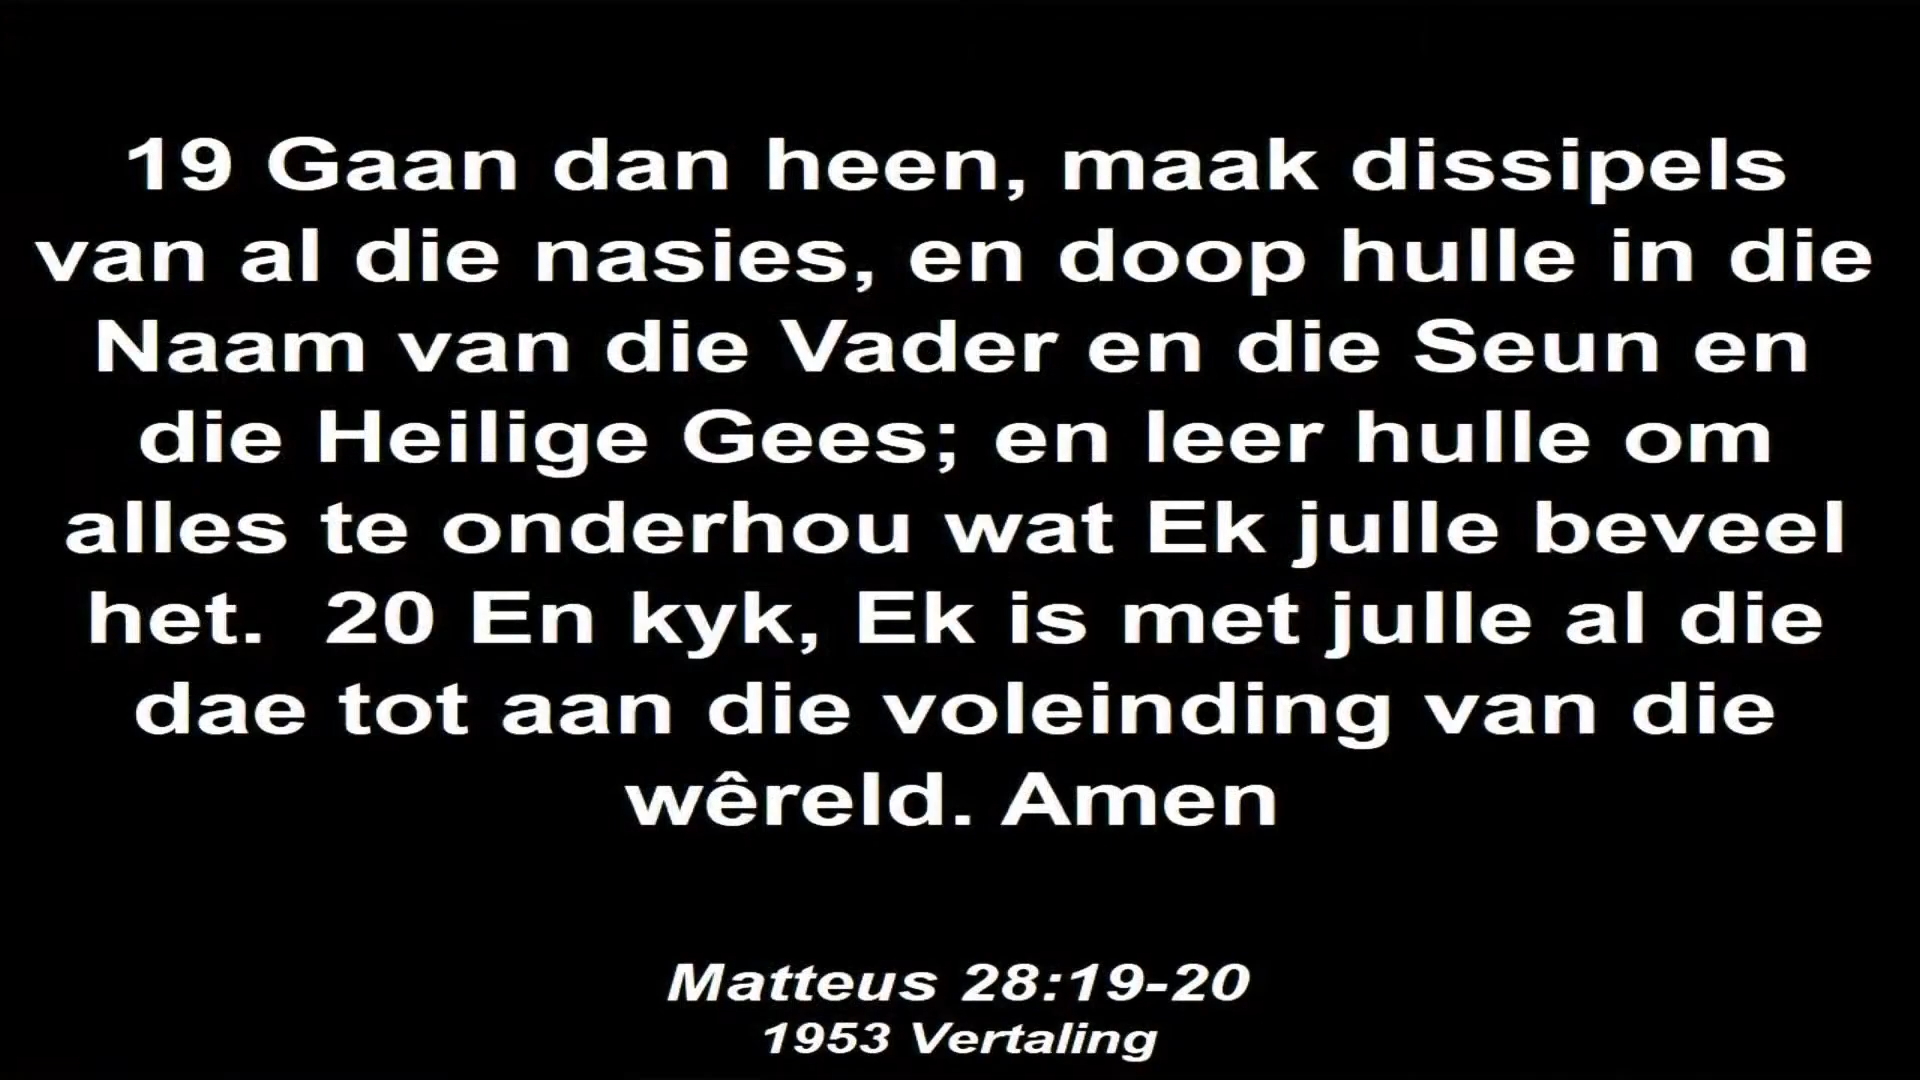 19 Gaan dan heen, maak dissipels
van al die nasies, en doop hulle in die
Naam van die Vader en die Seun en
die Heilige Gees; en leer hulle om
alles te onderhou wat Ek julle beveel
het.  20 En kyk, Ek is met julle al die
dae tot aan die voleinding van die
wêreld. Amen
Matteus 28:19-20
1953 Vertaling